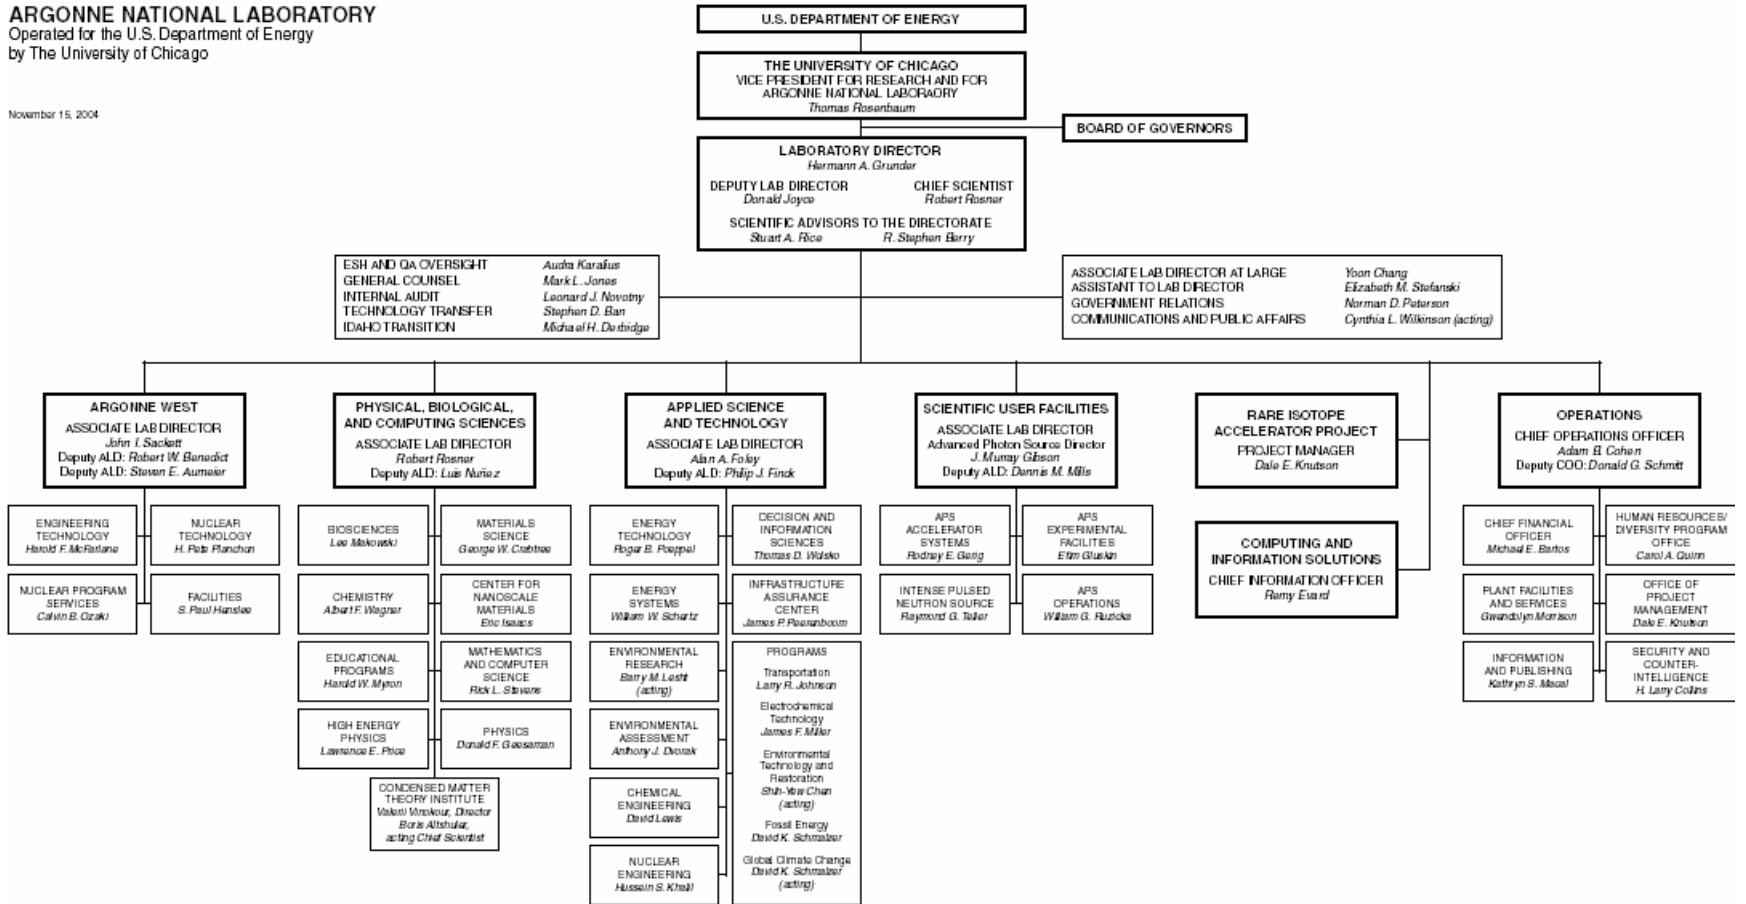 ARGONNE NATIONAL LABORATORY
Operated for the U.S. Department of Energy
by The University of Chicago
November 15, 2004
U.S. DEPARTMENT OF ENERGY
THE UNIVERSITY OF CHICAGO
VICE PRESIDENT FOR RESEARCH AND FOR
ARGONNE NATIONAL LABORAORY
Thomas Rosenbaum
BOARD OF GOVERNORS
LABORATORY DIRECTOR
Hermann A. Grunder
DEPUTY LAB DIRECTOR
Donald Joyce
CHIEF SCIENTIST
Robert Rosner
SCIENTIFIC ADVISORS TO THE DIRECTORATE
Stuart A. Rice R. Stephen Berry
ESH AND QA OVERSIGHT Audra Karalius
GENERAL COUNSEL Mark L. Jones
INTERNAL AUDIT Leonard J. Novotny
TECHNOLOGY TRANSFER Stephen D. Ban
IDAHO TRANSITION Michael H. Derbidge
ASSOCIATE LAB DIRECTOR AT LARGE Yoon Chang
ASSISTANT TO LAB DIRECTOR Elizabeth M. Stefanski
GOVERNMENT RELATIONS Norman D. Peterson
COMMUNICATIONS AND PUBLIC AFFAIRS Cynthia L. Wilkinson (acting)
ARGONNE WEST
ASSOCIATE LAB DIRECTOR
John I. Sackett
Deputy ALD: Robert W. Benedict
Deputy ALD: Steven E. Aumeier
ENGINEERING
TECHNOLOGY
Harold F. McFarlane
NUCLEAR
TECHNOLOGY
H. Pete Planchon
NUCLEAR PROGRAM
SERVICES
Calvin B. Ozaki
FACILITIES
S. Paul Henslee
PHYSICAL, BIOLOGICAL,
AND COMPUTING SCIENCES
ASSOCIATE LAB DIRECTOR
Robert Rosner
Deputy ALD: Luis Nuñez
BIOSCIENCES
Lee Makowski
MATERIALS
SCIENCE
George W. Crabtree
CHEMISTRY
Albert F. Wagner
CENTER FOR
NANOSCALE
MATERIALS
Eric Isaacs
EDUCATIONAL
PROGRAMS
Harold W. Myron
MATHEMATICS
AND COMPUTER
SCIENCE
Rick L. Stevens
HIGH ENERGY
PHYSICS
Lawrence E. Price
PHYSICS
Donald F. Geesaman
CONDENSED MATTER
THEORY INSTITUTE
Valerii Vinokour, Director
Boris Altshuler,
acting Chief Scientist
APPLIED SCIENCE
AND TECHNOLOGY
ASSOCIATE LAB DIRECTOR
Alan A. Foley
Deputy ALD: Philip J. Finck
ENERGY
TECHNOLOGY
Roger B. Poeppel
DECISION AND
INFORMATION
SCIENCES
Thomas D. Wolsko
ENERGY
SYSTEMS
William W. Schertz
INFRASTRUCTURE
ASSURANCE
CENTER
James P. Peerenboom
ENVIRONMENTAL
RESEARCH
Barry M. Lesht
(acting)
ENVIRONMENTAL
ASSESSMENT
Anthony J. Dvorak
CHEMICAL
ENGINEERING
David Lewis
NUCLEAR
ENGINEERING
Hussein S. Khalil
PROGRAMS
Transportation
Larry R. Johnson
Electrochemical
Technology
James F. Miller
Environmental
Technology and
Restoration
Shih-Yew Chen
(acting)
Fossil Energy
David K. Schmalzer
Global Climate Change
David K. Schmalzer
(acting)
SCIENTIFIC USER FACILITIES
ASSOCIATE LAB DIRECTOR
Advanced Photon Source Director
J. Murray Gibson
Deputy ALD: Dennis M. Mills
APS
ACCELERATOR
SYSTEMS
Rodney E. Gerig
APS
EXPERIMENTAL
FACILITIES
Efim Gluskin
INTENSE PULSED
NEUTRON SOURCE
Raymond G. Teller
APS
OPERATIONS
William G. Ruzicka
RARE ISOTOPE
ACCELERATOR PROJECT
PROJECT MANAGER
Dale E. Knutson
COMPUTING AND
INFORMATION SOLUTIONS
CHIEF INFORMATION OFFICER
Remy Evard
OPERATIONS
CHIEF OPERATIONS OFFICER
Adam B. Cohen
Deputy COO: Donald G. Schmitt
CHIEF FINANCIAL
OFFICER
Michael E. Bartos
HUMAN RESOURCES/
DIVERSITY PROGRAM
OFFICE
Carol A. Quinn
PLANT FACILITIES
AND SERVICES
Gwendolyn Morrison
OFFICE OF
PROJECT
MANAGEMENT
Dale E. Knutson
INFORMATION
AND PUBLISHING
Kathryn S. Macal
SECURITY AND
COUNTER-
INTELLIGENCE
H. Larry Collins